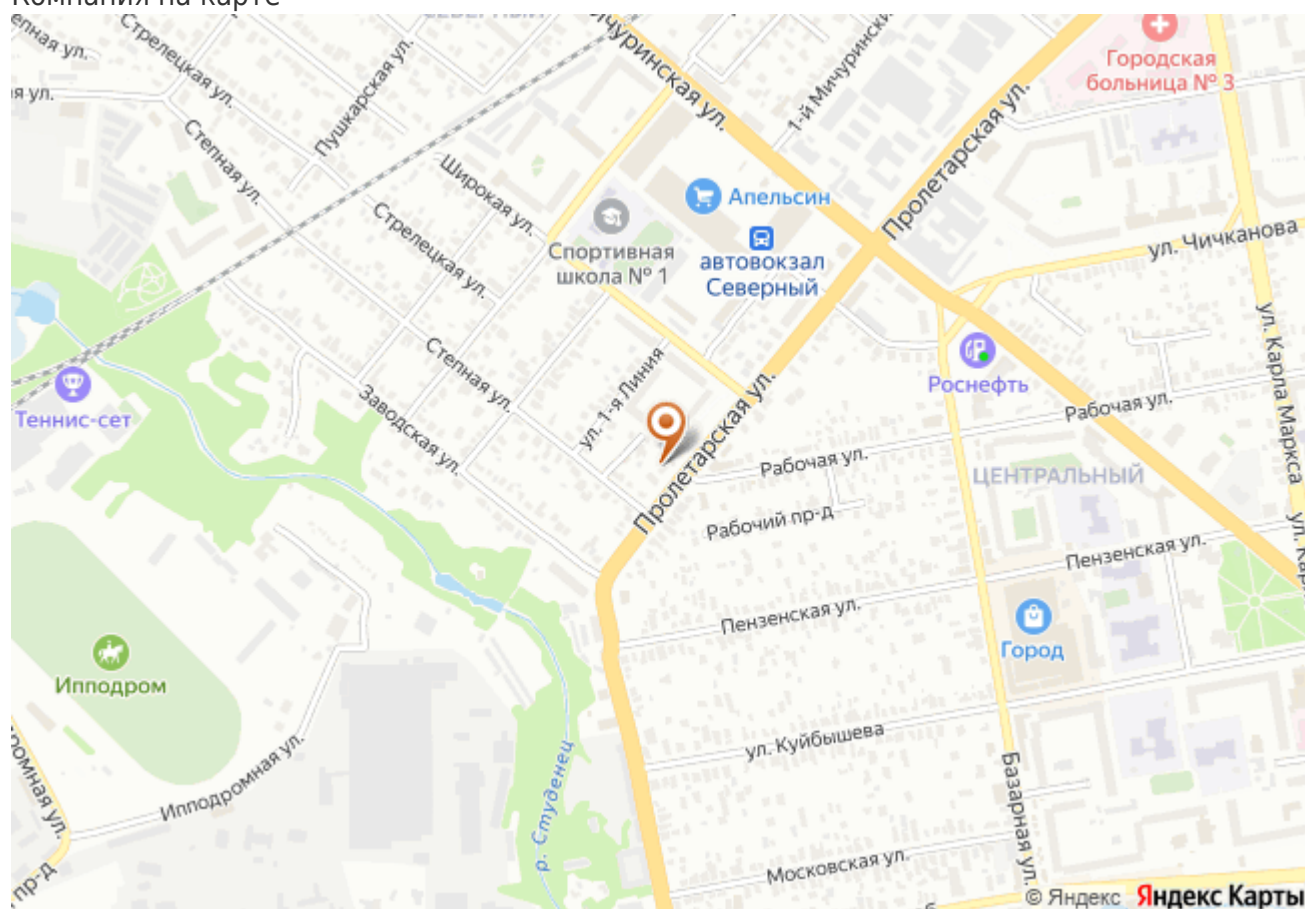 Компания на карте
СЕВЕРНЫЙ
Стрелецкая ул.
Пушкарская ул.
1-й Мичуринский
Городская
больница № 3
Степная ул.
Широкая ул.
Пролетарская ул.
Апельсин
Стрелецкая ул.
Спортивная
школа № 1
автовокзал
Северный
ул. Чичканова
ул. Карла Маркса
Степная ул.
ул. 1-я Линия
Роснефть
Теннис-сет
Заводская ул.
Пролетарская ул.
Рабочая ул.
Рабочая ул.
ЦЕНТРАЛЬНЫЙ
Рабочий пр-д
Пензенская ул.
Пензенская ул.
Город
Ипподром
ул. Куйбышева
Ипподромная ул.
р. Студенец
Базарная ул.
Московская ул.
пр-д
© Яндекс Яндекс Карты